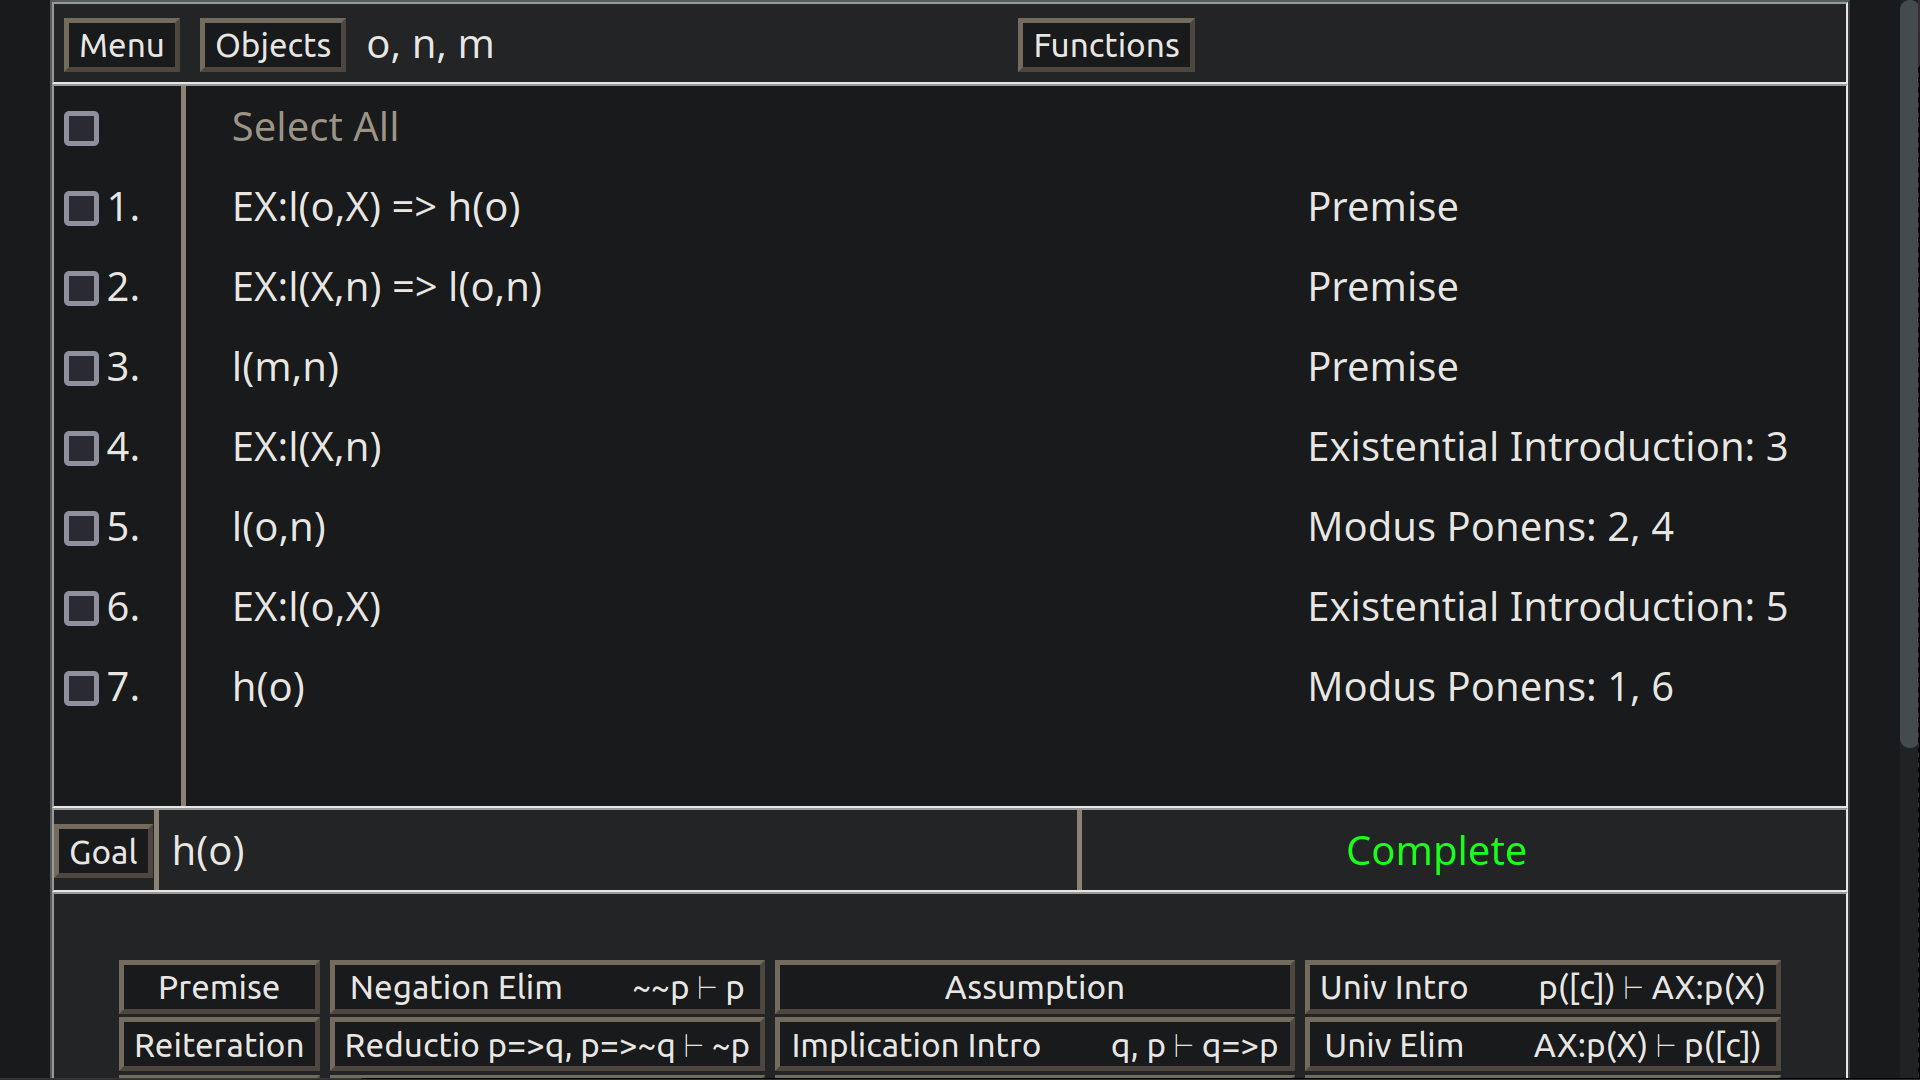 Menu Objects o, n, m Functions
Select All
1. EX:l(o,X) => h(o) Premise
2. EX:l(X,n) => l(o,n) Premise
3. l(m,n) Premise
4. EX:l(X,n) Existential Introduction: 3
5. l(o,n) Modus Ponens: 2, 4
6. EX:l(o,X) Existential Introduction: 5
7. h(o) Modus Ponens: 1, 6
Goal h(o) Complete
Premise Negation Elim ~~p ⊢ p Assumption Univ Intro p([c]) ⊢ AX:p(X)
Reiteration Reductio p=>q, p=>~q ⊢ ~p Implication Intro q, p ⊢ q=>p Univ Elim AX:p(X) ⊢ p([c])